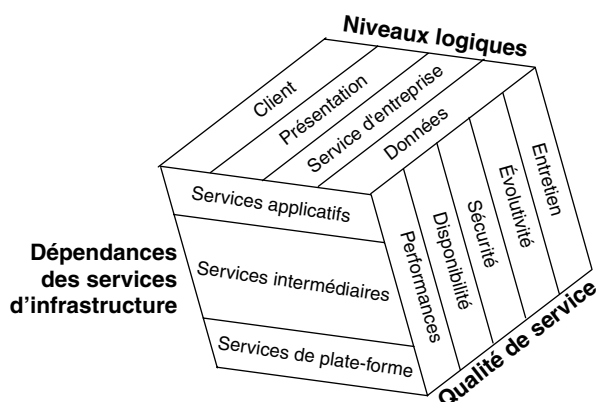 Niveaux logiques
Client
Présentation
Service d'entreprise
Données
Services applicatifs
Services intermédiaires
Services de plate-forme
Dépendances
des services
d’infrastructure
Performances
Disponibilité
Sécurité
Évolutivité
Entretien
Qualité de service